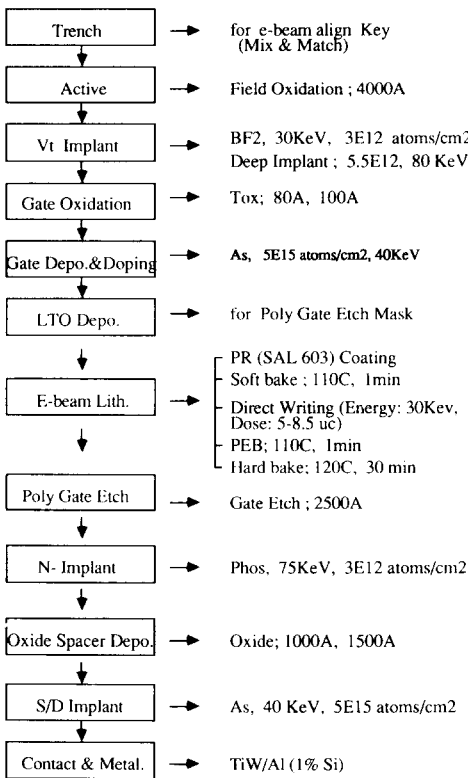 Trench
for e-beam align Key
(Mix & Match)
Active
Field Oxidation ; 4000A
Vt Implant
BF2, 30KeV, 3E12 atoms/cm2
Deep Implant ; 5.5E12, 80 KeV
Gate Oxidation
Tox; 80A, 100A
Gate Depo.&Doping
As, 5E15 atoms/cm2, 40KeV
LTO Depo.
for Poly Gate Etch Mask
E-beam Lith.
PR (SAL 603) Coating
Soft bake ; 110C, 1min
Direct Writing (Energy: 30Kev,
Dose: 5-8.5 uc)
PEB; 110C, 1min
Hard bake; 120C, 30 min
Poly Gate Etch
Gate Etch ; 2500A
N- Implant
Phos, 75KeV, 3E12 atoms/cm2
Oxide Spacer Depo.
Oxide; 1000A, 1500A
S/D Implant
As, 40 KeV, 5E15 atoms/cm2
Contact & Metal.
TiW/Al (1% Si)